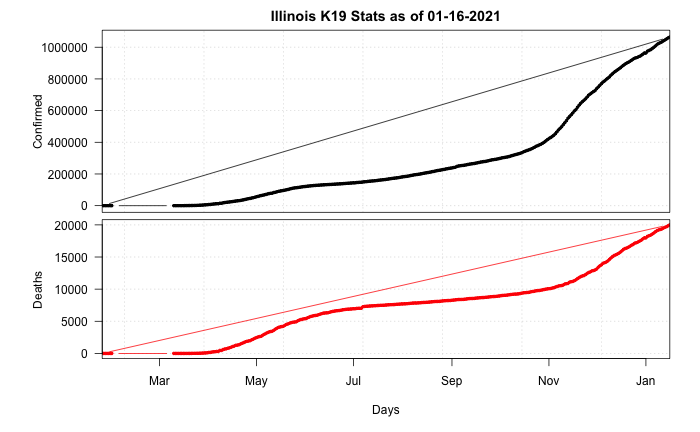 Illinois K19 Stats as of 01-16-2021
Confirmed
1000000
800000
600000
400000
200000
0
Deaths
20000
15000
10000
5000
0
Mar May Jul Sep Nov Jan
Days